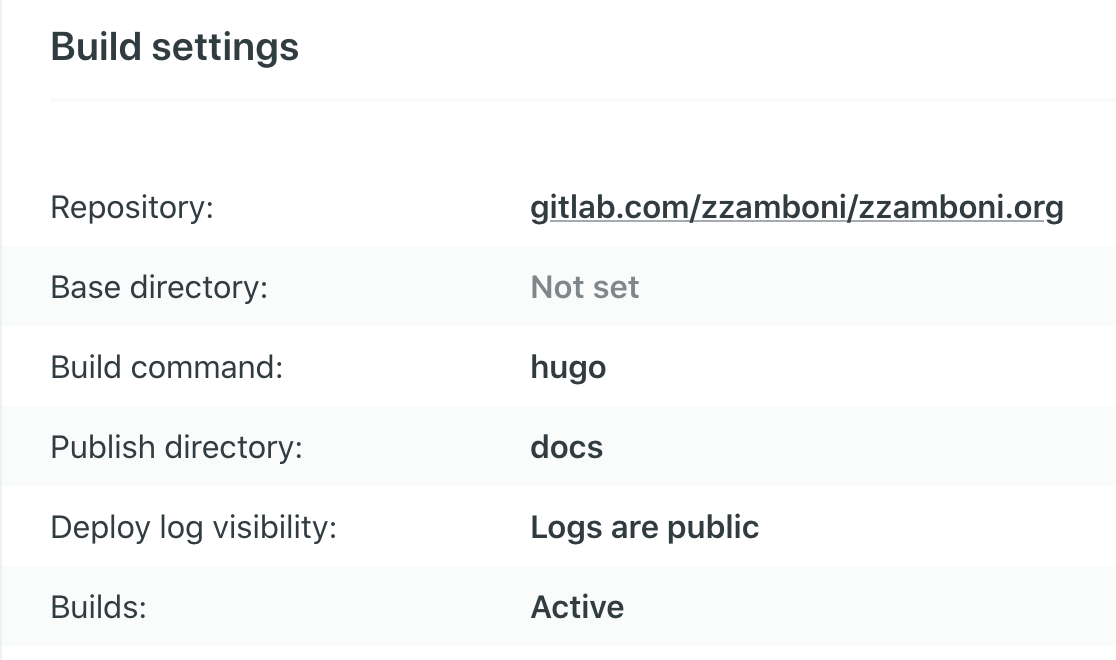 Build settings
Repository: gitlab.com/zzamboni/zzamboni.org
Base directory: Not set
Build command: hugo
Publish directory: docs
Deploy log visibility: Logs are public
Builds: Active